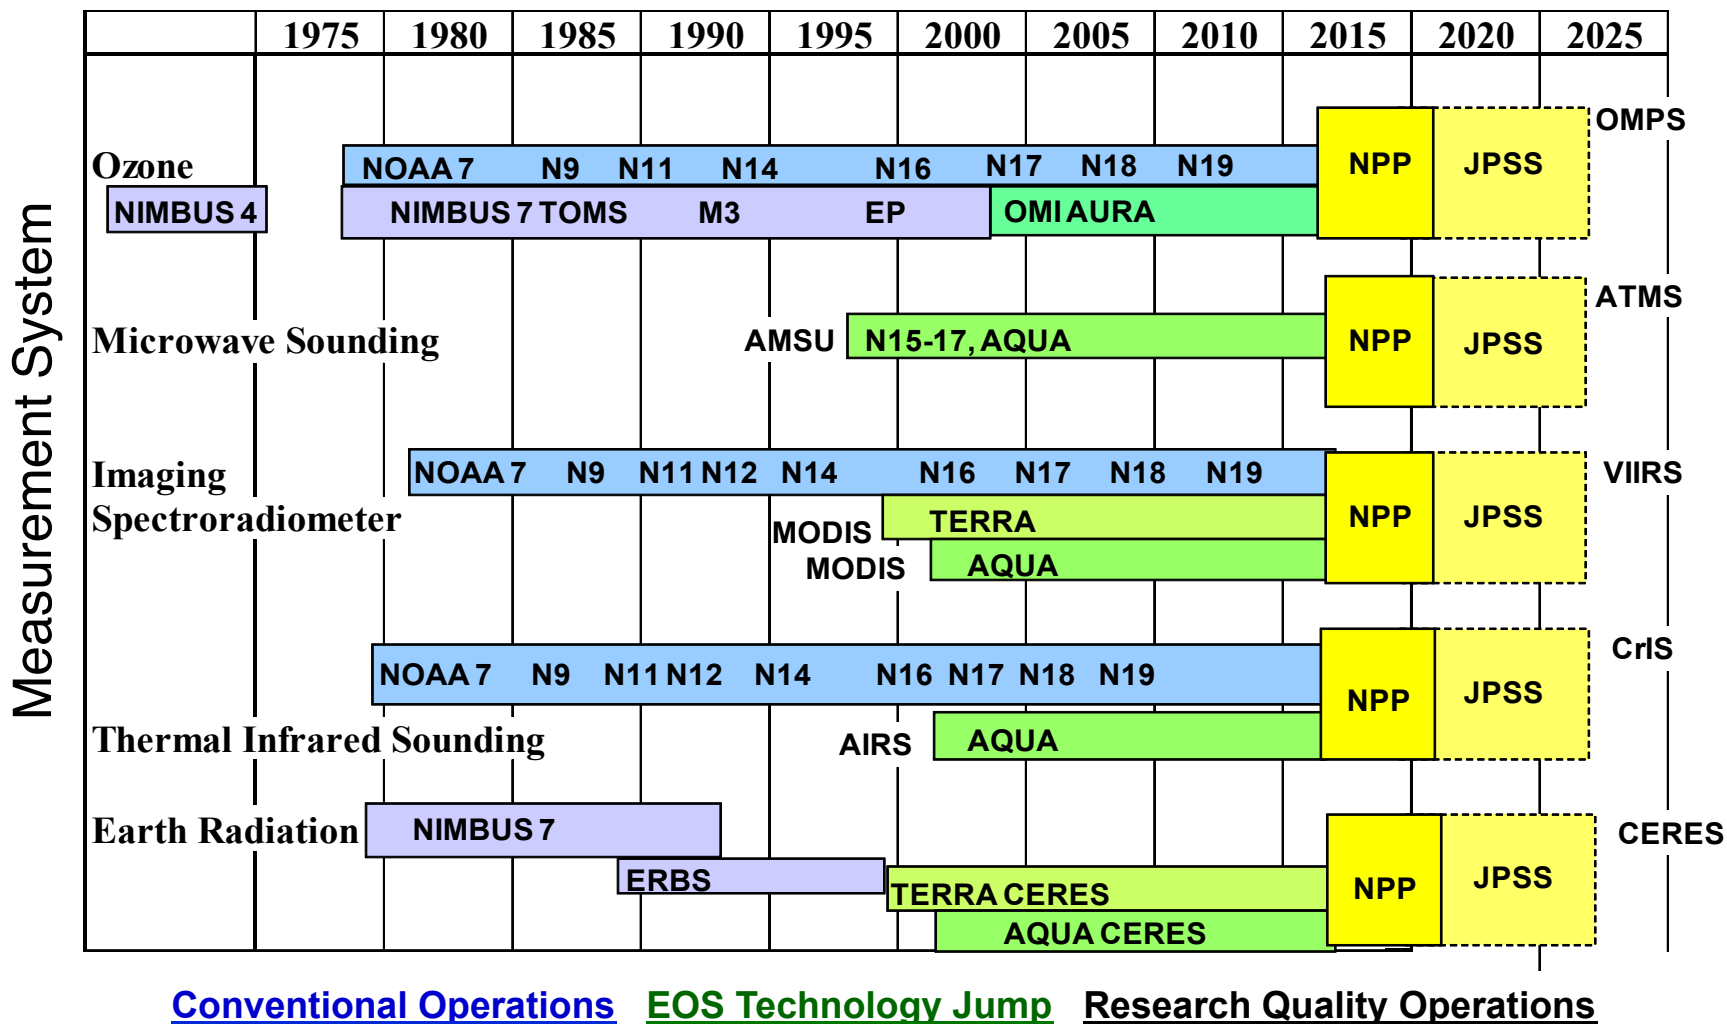 1975 1980 1985 1990 1995 2000 2005 2010 2015 2020 2025
Measurement System
OMPS
Ozone
NOAA 7 N9 N11 N14 N16 N17 N18 N19 NPP JPSS
NIMBUS 4 NIMBUS 7 TOMS M3 EP OMI AURA
ATMS
Microwave Sounding AMSU N15-17, AQUA NPP JPSS
Imaging NOAA 7 N9 N11 N12 N14 N16 N17 N18 N19 VIIRS
Spectroradiometer MODIS TERRA NPP JPSS
MODIS AQUA
CrIS
NOAA 7 N9 N11 N12 N14 N16 N17 N18 N19 NPP JPSS
Thermal Infrared Sounding AIRS AQUA
Earth Radiation NIMBUS 7 CERES
ERBS TERRA CERES NPP JPSS
AQUA CERES
Conventional Operations EOS Technology Jump Research Quality Operations